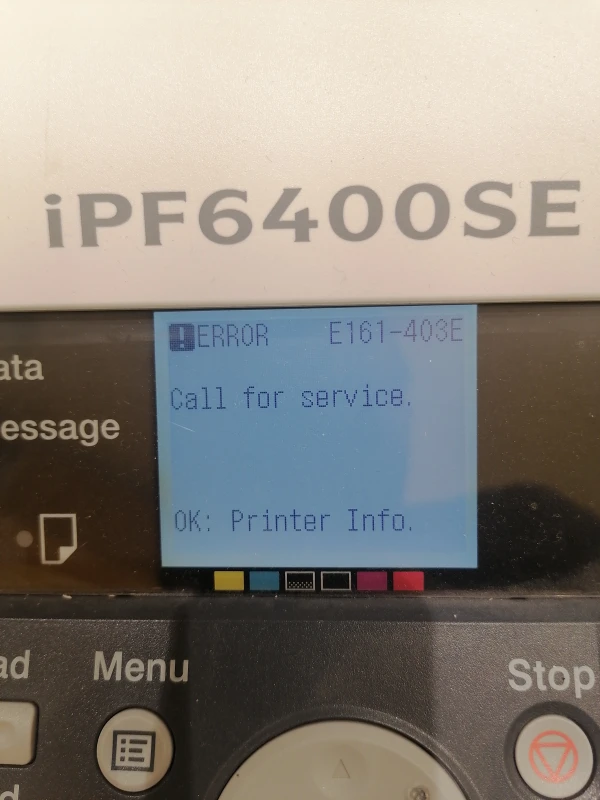 iPF6400SE
!ERROR E161-403E
ata
Call for service.
essage
OK: Printer Info.
ad Menu Stop
d